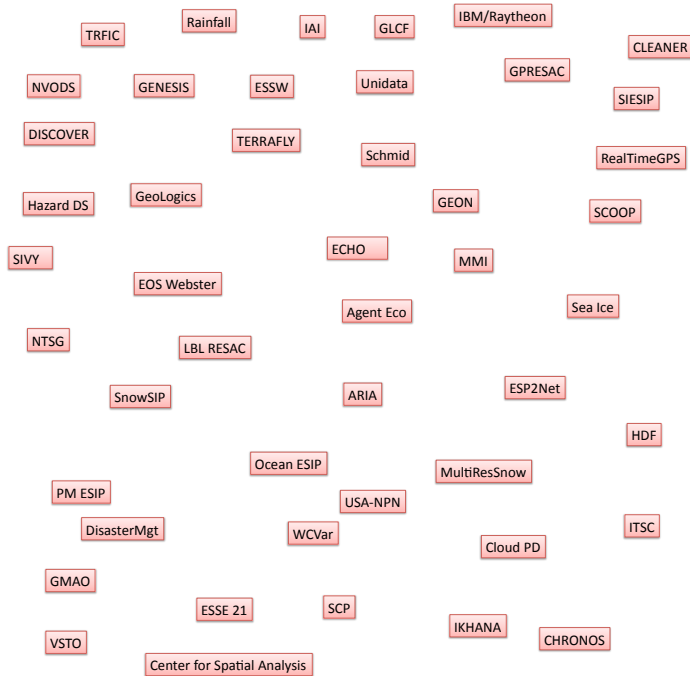 TRFIC
Rainfall
IAI
GLCF
IBM/Raytheon
CLEANER
NVODS
GENESIS
ESSW
Unidata
GPRESAC
SIESIP
DISCOVER
TERRAFLY
Schmid
RealTimeGPS
Hazard DS
GeoLogics
GEON
SCOOP
SIVY
ECHO
MMI
EOS Webster
Agent Eco
Sea Ice
NTSG
LBL RESAC
SnowSIP
ARIA
ESP2Net
HDF
Ocean ESIP
MultiResSnow
PM ESIP
USA-NPN
DisasterMgt
WCVar
Cloud PD
ITSC
GMAO
ESSE 21
SCP
IKHANA
CHRONOS
VSTO
Center for Spatial Analysis